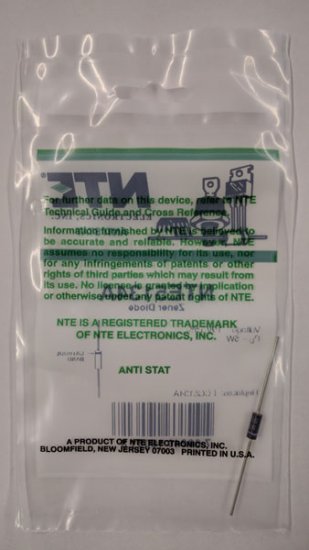 NTE
ELECTRONICS, INC.
For further data on this device, refer to NTE
Technical Guide and Cross Reference.
Information furnished by NTE is believed to
be accurate and reliable. However, NTE
assumes no responsibility for its use, nor
for any infringements of patents or other
rights of third parties which may result from
its use. No license is granted by application
or otherwise under any patent rights of NTE.
Zener Diode
NTE IS A REGISTERED TRADEMARK
OF NTE ELECTRONICS, INC.
5W
ANTI STAT
A PRODUCT OF NTE ELECTRONICS, INC.
BLOOMFIELD, NEW JERSEY 07003 PRINTED IN U.S.A.